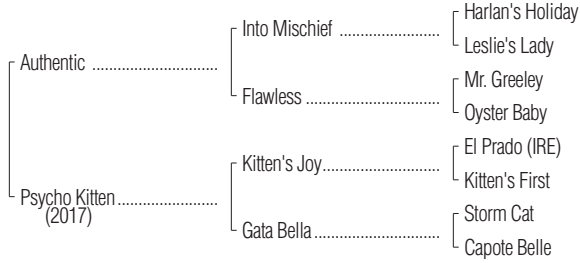 Harlan's Holiday
Into Mischief ....................
Leslie's Lady
Authentic .........................
Mr. Greeley
Flawless ...........................
Oyster Baby
El Prado (IRE)
Kitten's Joy.......................
Kitten's First
Psycho Kitten....................
(2017)
Storm Cat
Gata Bella.........................
Capote Belle